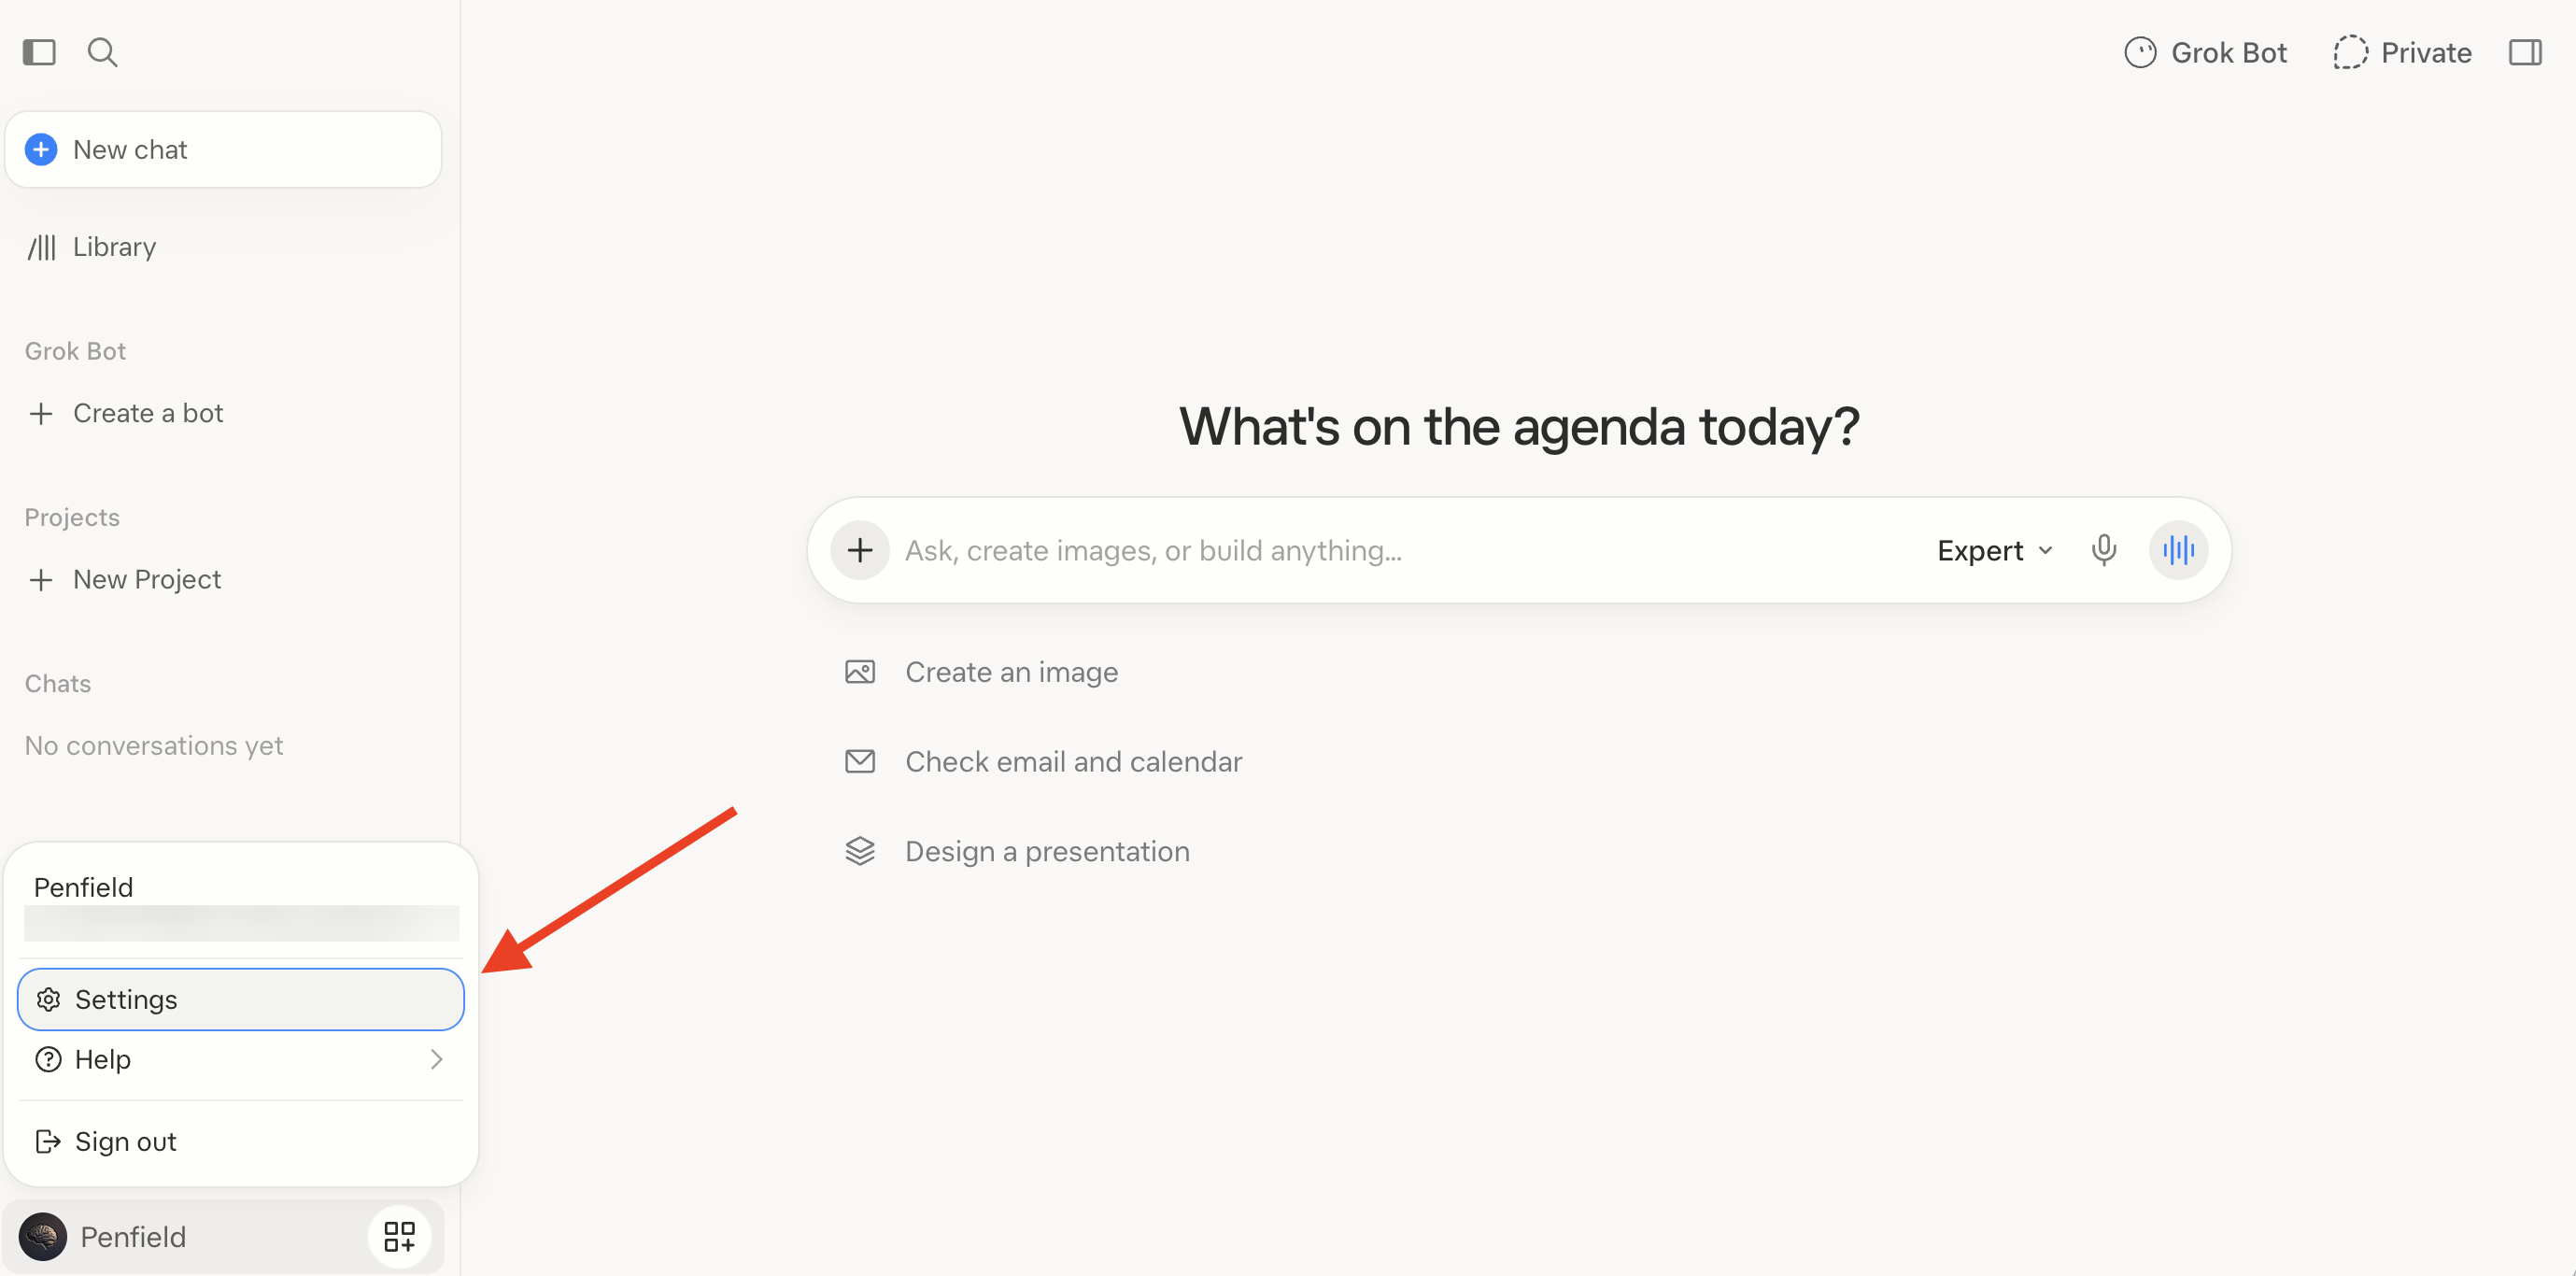 Grok Bot
Private
New chat
Library
Grok Bot
Create a bot
Projects
New Project
Chats
No conversations yet
What's on the agenda today?
Ask, create images, or build anything...
Expert
Create an image
Check email and calendar
Design a presentation
Penfield
Settings
Help
Sign out
Penfield